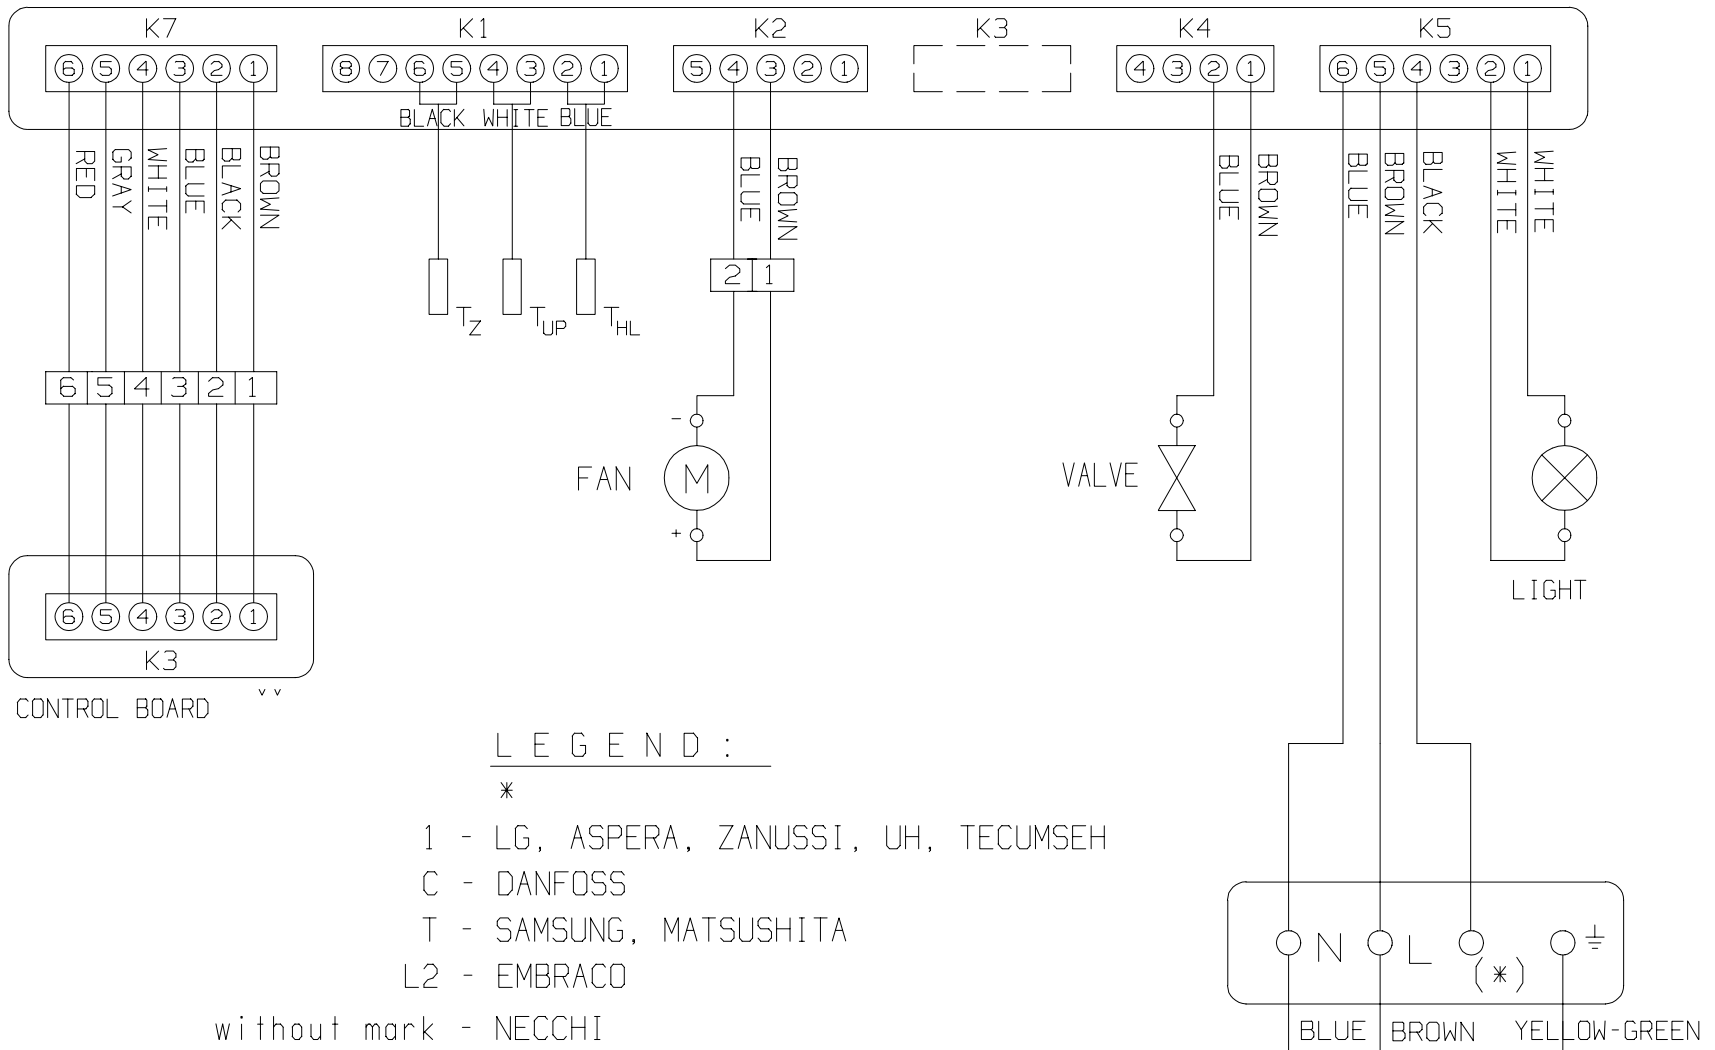 K7 K1 K2 K3 K4 K5
6 5 4 3 2 1 8 7 6 5 4 3 2 1 5 4 3 2 1 4 3 2 1 6 5 4 3 2 1
BLACK WHITE BLUE
RED GRAY WHITE BLUE BLACK BROWN BLUE BROWN BLUE BROWN BLUE BROWN BLACK WHITE WHITE
2 1
TZ TUP THL
6 5 4 3 2 1
-
FAN M VALVE
+
LIGHT
6 5 4 3 2 1
K3
CONTROL BOARD
LEGEND:
*
1 - LG, ASPERA, ZANUSSI, UH, TECUMSEH
C - DANFOSS
T - SAMSUNG, MATSUSHITA
L2 - EMBRACO
without mark - NECCHI
N L (*)
BLUE BROWN YELLOW-GREEN